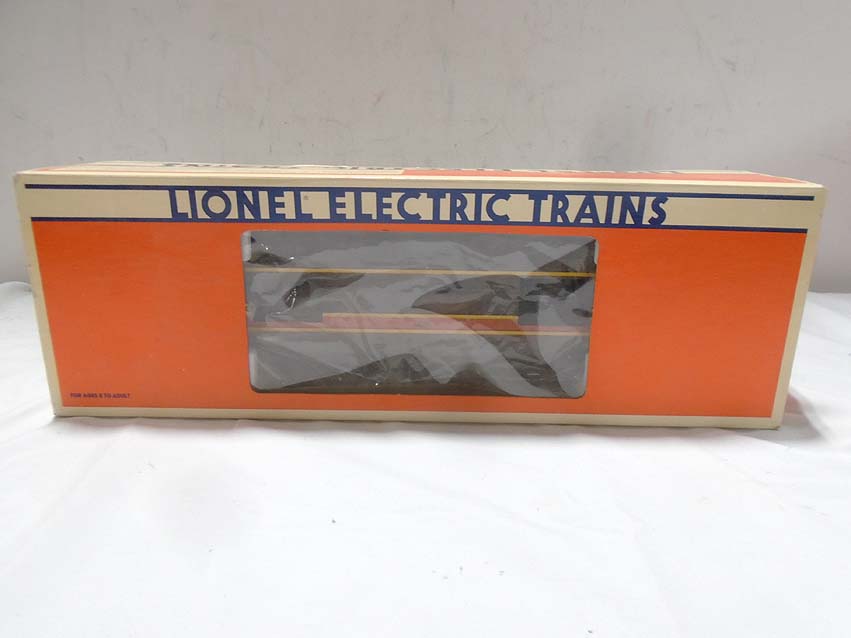 LIONEL® ELECTRIC TRAINS
FOR AGES 8 TO ADULT